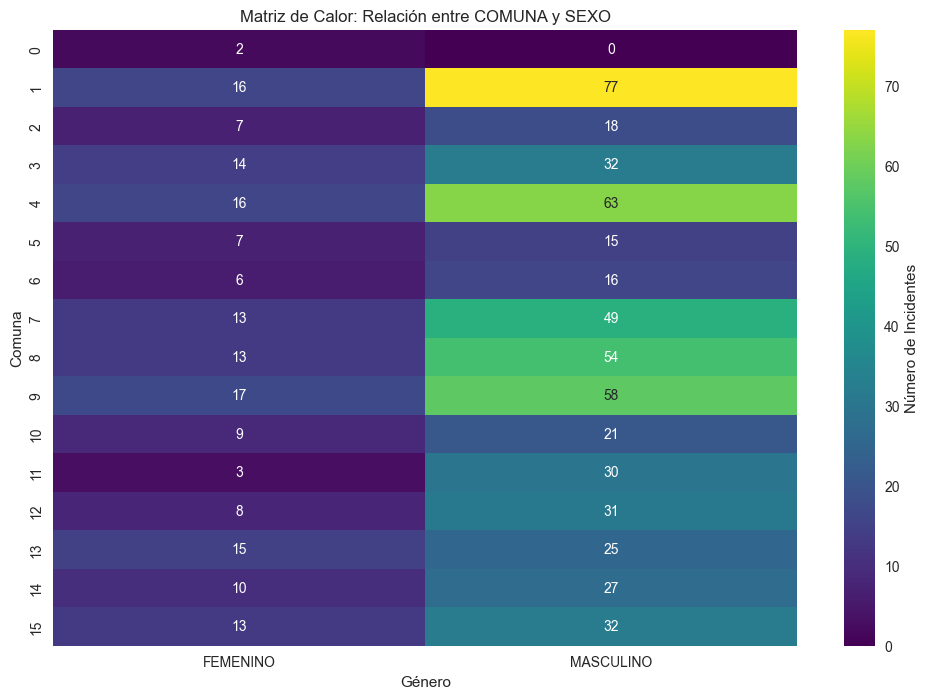 Matriz de Calor: Relación entre COMUNA y SEXO
Comuna
0 2 0
1 16 77
2 7 18
3 14 32
4 16 63
5 7 15
6 6 16
7 13 49
8 13 54
9 17 58
10 9 21
11 3 30
12 8 31
13 15 25
14 10 27
15 13 32
FEMENINO MASCULINO
Género
70
60
50
40
30
20
10
0
Número de Incidentes